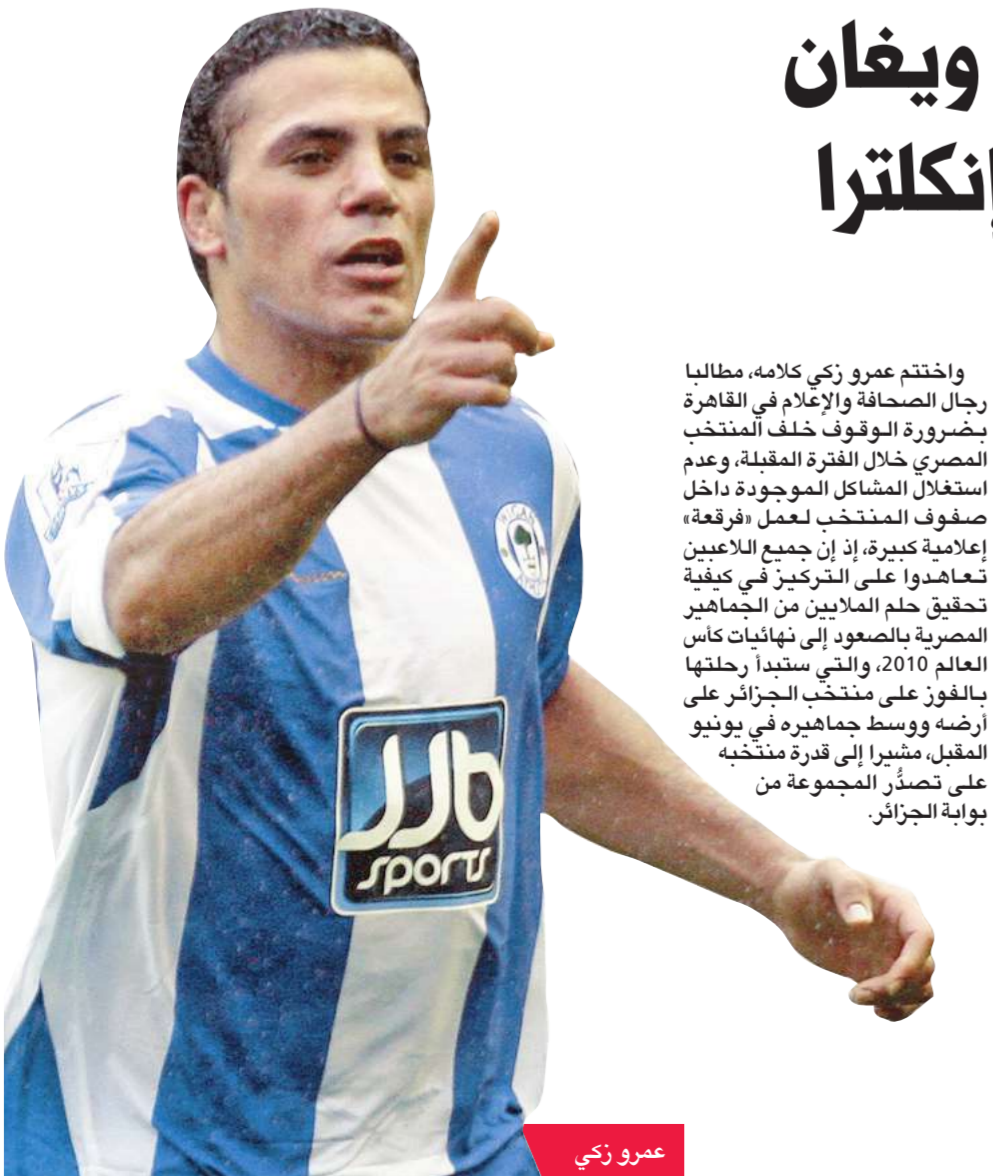 ويغان
إنكلترا
واختتم عمرو زكي كلامه، مطالبا
رجال الصحافة والإعلام في القاهرة
بضرورة الوقوف خلف المنتخب
المصري خلال الفترة المقبلة، وعدم
استغلال المشاكل الموجودة داخل
صفوف المنتخب لعمل «فرقعة»
إعلامية كبيرة، إذ إن جميع اللاعبين
تعاهدوا على التركيز في كيفية
تحقيق حلم الملايين من الجماهير
المصرية بالصعود إلى نهائيات كأس
العالم 2010، والتي ستبدأ رحلتها
بالفوز على منتخب الجزائر على
أرضه ووسط جماهيره في يونيو
المقبل، مشيرا إلى قدرة منتخبه
على تصدُّر المجموعة من
بوابة الجزائر.
WIGAN
JJb
sports
عمرو زكي